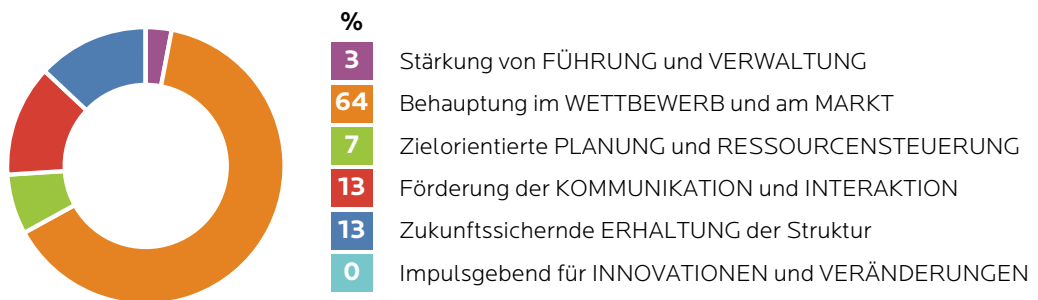 %
3 Stärkung von FÜHRUNG und VERWALTUNG
64 Behauptung im WETTBEWERB und am MARKT
7 Zielorientierte PLANUNG und RESSOURCENSTEUERUNG
13 Förderung der KOMMUNIKATION und INTERAKTION
13 Zukunftssichernde ERHALTUNG der Struktur
0 Impulsgebend für INNOVATIONEN und VERÄNDERUNGEN